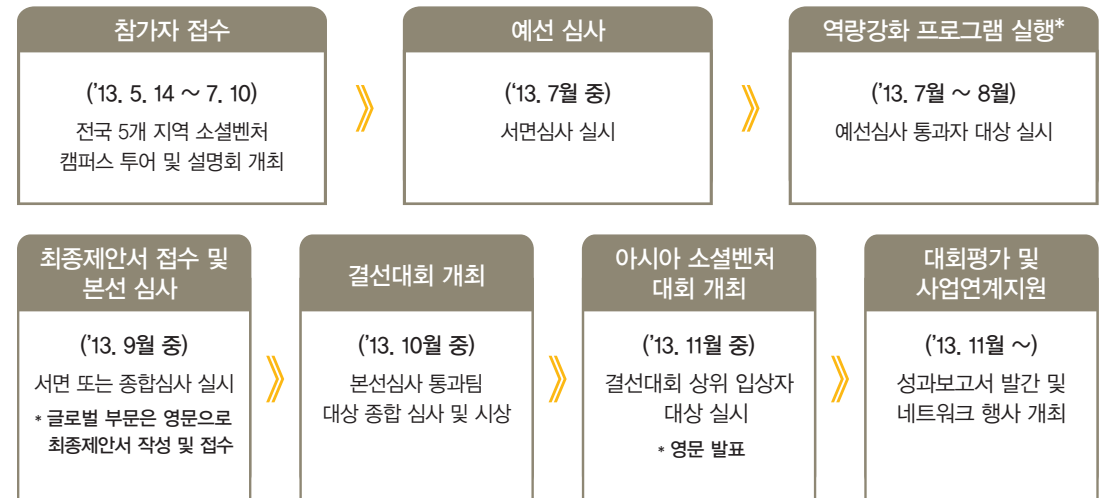 참가자 접수
('13. 5. 14 ~ 7. 10)
전국 5개 지역 소셜벤처
캠퍼스 투어 및 설명회 개최
예선 심사
('13. 7월 중)
서면심사 실시
역량강화 프로그램 실행*
('13. 7월 ~ 8월)
예선심사 통과자 대상 실시
최종제안서 접수 및
본선 심사
('13. 9월 중)
서면 또는 종합심사 실시
* 글로벌 부문은 영문으로
최종제안서 작성 및 접수
결선대회 개최
('13. 10월 중)
본선심사 통과팀
대상 종합 심사 및 시상
아시아 소셜벤처
대회 개최
('13. 11월 중)
결선대회 상위 입상자
대상 실시
* 영문 발표
대회평가 및
사업연계지원
('13. 11월 ~)
성과보고서 발간 및
네트워크 행사 개최